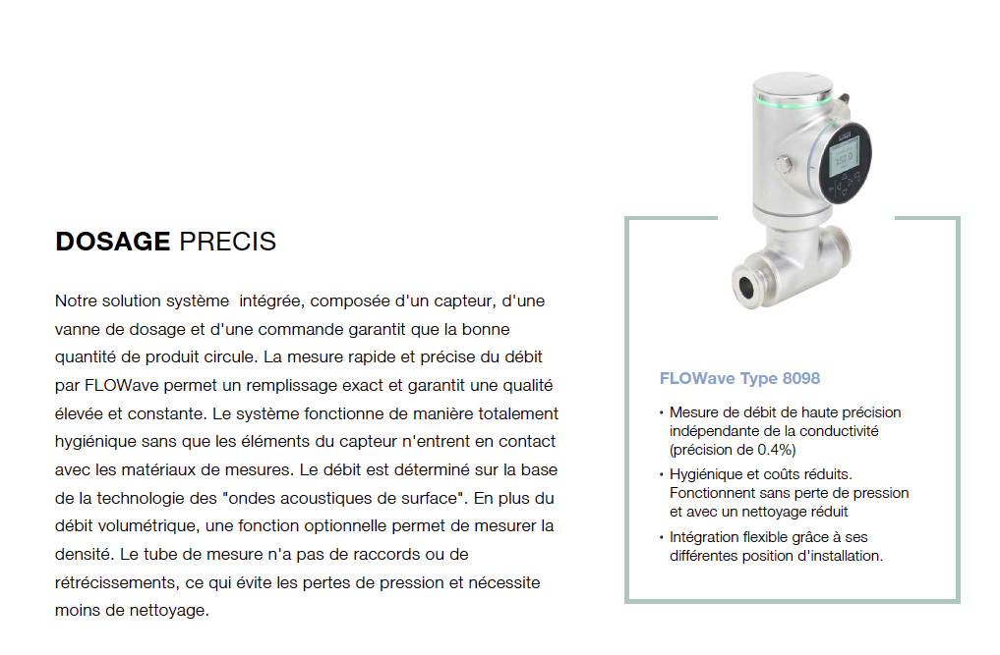 DOSAGE PRECIS
Notre solution système  intégrée, composée d'un capteur, d'une
vanne de dosage et d'une commande garantit que la bonne
quantité de produit circule. La mesure rapide et précise du débit
par FLOWave permet un remplissage exact et garantit une qualité
élevée et constante. Le système fonctionne de manière totalement
hygiénique sans que les éléments du capteur n'entrent en contact
avec les matériaux de mesures. Le débit est déterminé sur la base
de la technologie des "ondes acoustiques de surface". En plus du
débit volumétrique, une fonction optionnelle permet de mesurer la
densité. Le tube de mesure n'a pas de raccords ou de
rétrécissements, ce qui évite les pertes de pression et nécessite
moins de nettoyage.
FLOWave Type 8098
• Mesure de débit de haute précision
indépendante de la conductivité
(précision de 0.4%)
• Hygiénique et coûts réduits.
Fonctionnent sans perte de pression
et avec un nettoyage réduit
• Intégration flexible grâce à ses
différentes position d'installation.